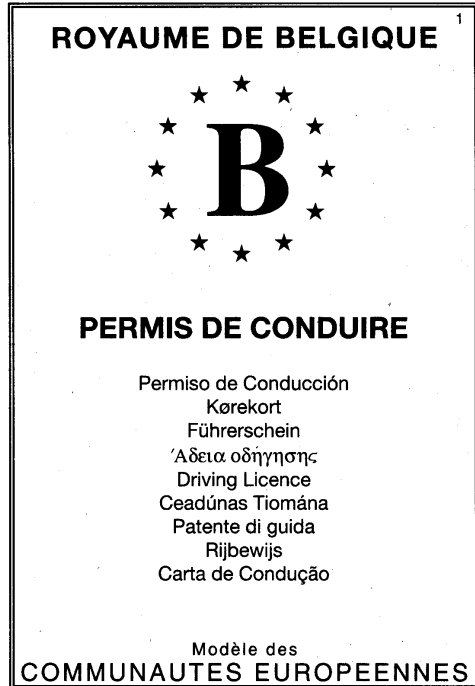 1
ROYAUME DE BELGIQUE
B
PERMIS DE CONDUIRE
Permiso de Conducción
Kørekort
Führerschein
Άδεια οδήγησης
Driving Licence
Ceadúnas Tiomána
Patente di guida
Rijbewijs
Carta de Condução
Modèle des
COMMUNAUTES EUROPEENNES